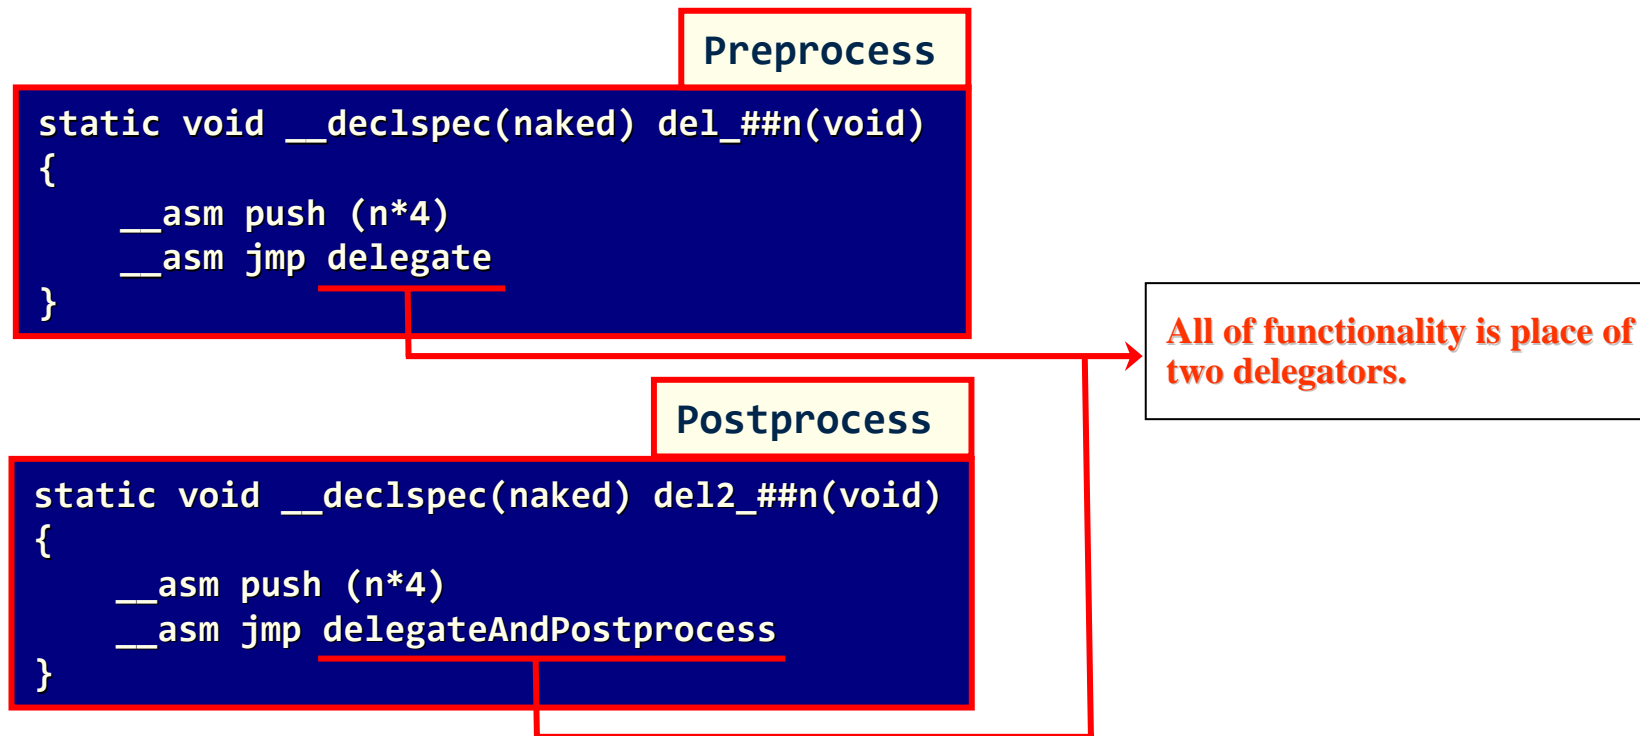 Preprocess
static void __declspec(naked) del_##n(void)
{
    __asm push (n*4)
    __asm jmp delegate
}
All of functionality is place of
two delegators.
Postprocess
static void __declspec(naked) del2_##n(void)
{
    __asm push (n*4)
    __asm jmp delegateAndPostprocess
}